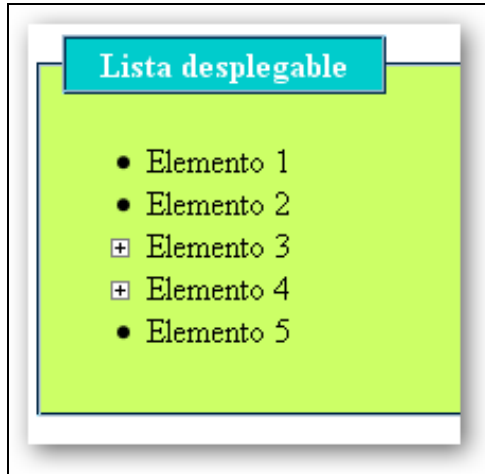 Lista desplegable
Elemento 1
Elemento 2
Elemento 3
Elemento 4
Elemento 5